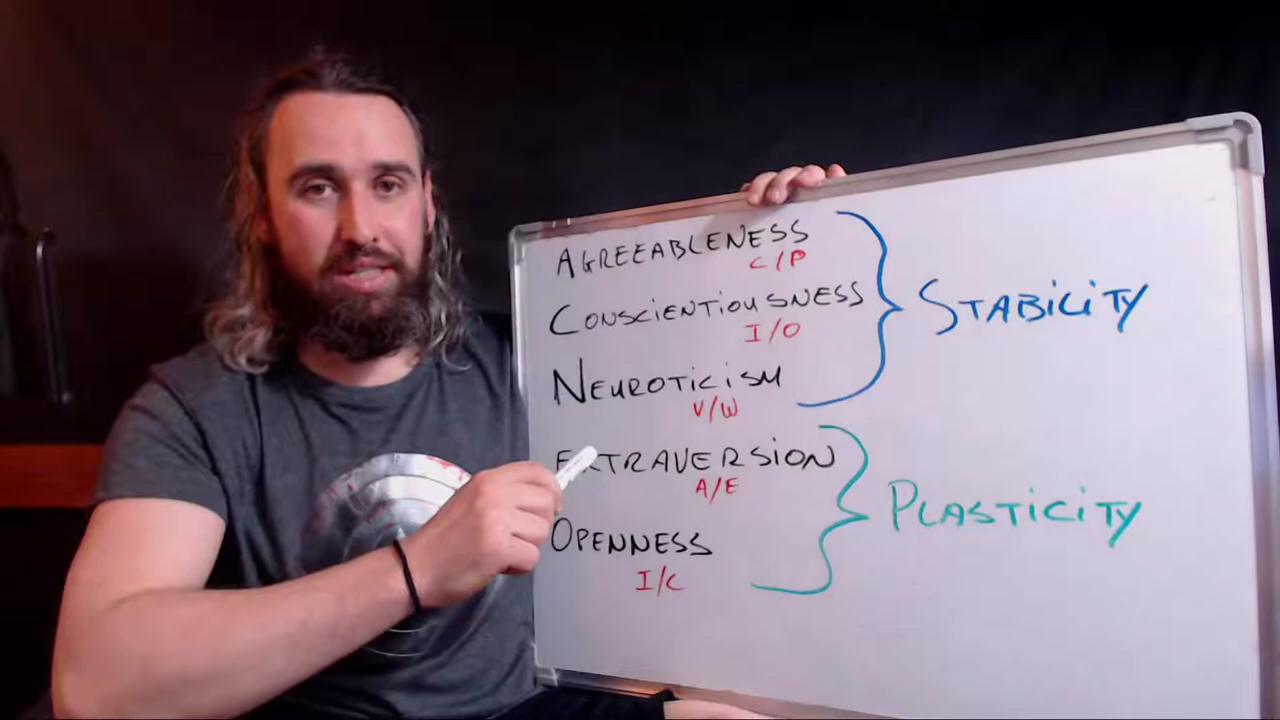 AGREEABLENESS
C/P
CONSCIENTIOUSNESS
I/O
STABILITY
NEUROTICISM
V/W
EXTRAVERSION
A/E
PLASTICITY
OPENNESS
I/C